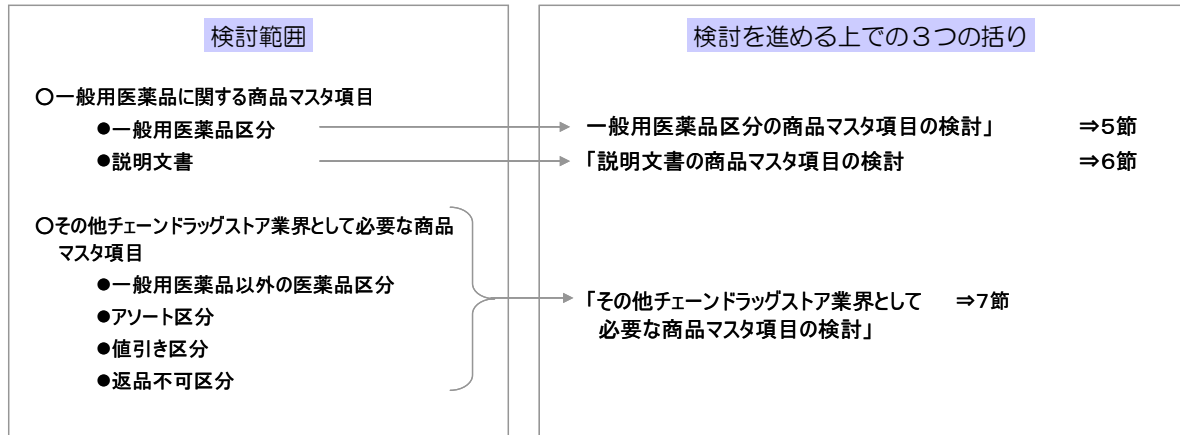 検討範囲
○一般用医薬品に関する商品マスタ項目
●一般用医薬品区分
●説明文書
○その他チェーンドラッグストア業界として必要な商品
マスタ項目
●一般用医薬品以外の医薬品区分
●アソート区分
●値引き区分
●返品不可区分
検討を進める上での３つの括り
一般用医薬品区分の商品マスタ項目の検討」 ⇒5節
「説明文書の商品マスタ項目の検討 ⇒6節
「その他チェーンドラッグストア業界として ⇒7節
必要な商品マスタ項目の検討」